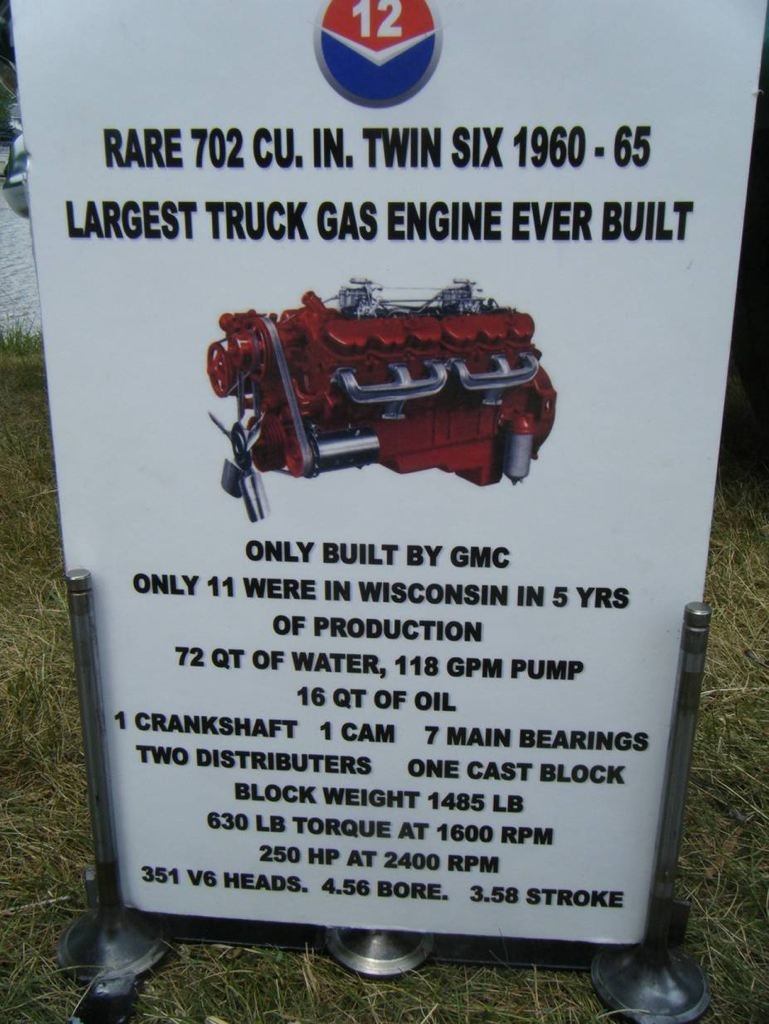 12
RARE 702 CU. IN. TWIN SIX 1960 - 65
LARGEST TRUCK GAS ENGINE EVER BUILT
ONLY BUILT BY GMC
ONLY 11 WERE IN WISCONSIN IN 5 YRS
OF PRODUCTION
72 QT OF WATER, 118 GPM PUMP
16 QT OF OIL
1 CRANKSHAFT 1 CAM 7 MAIN BEARINGS
TWO DISTRIBUTERS ONE CAST BLOCK
BLOCK WEIGHT 1485 LB
630 LB TORQUE AT 1600 RPM
250 HP AT 2400 RPM
351 V6 HEADS. 4.56 BORE. 3.58 STROKE